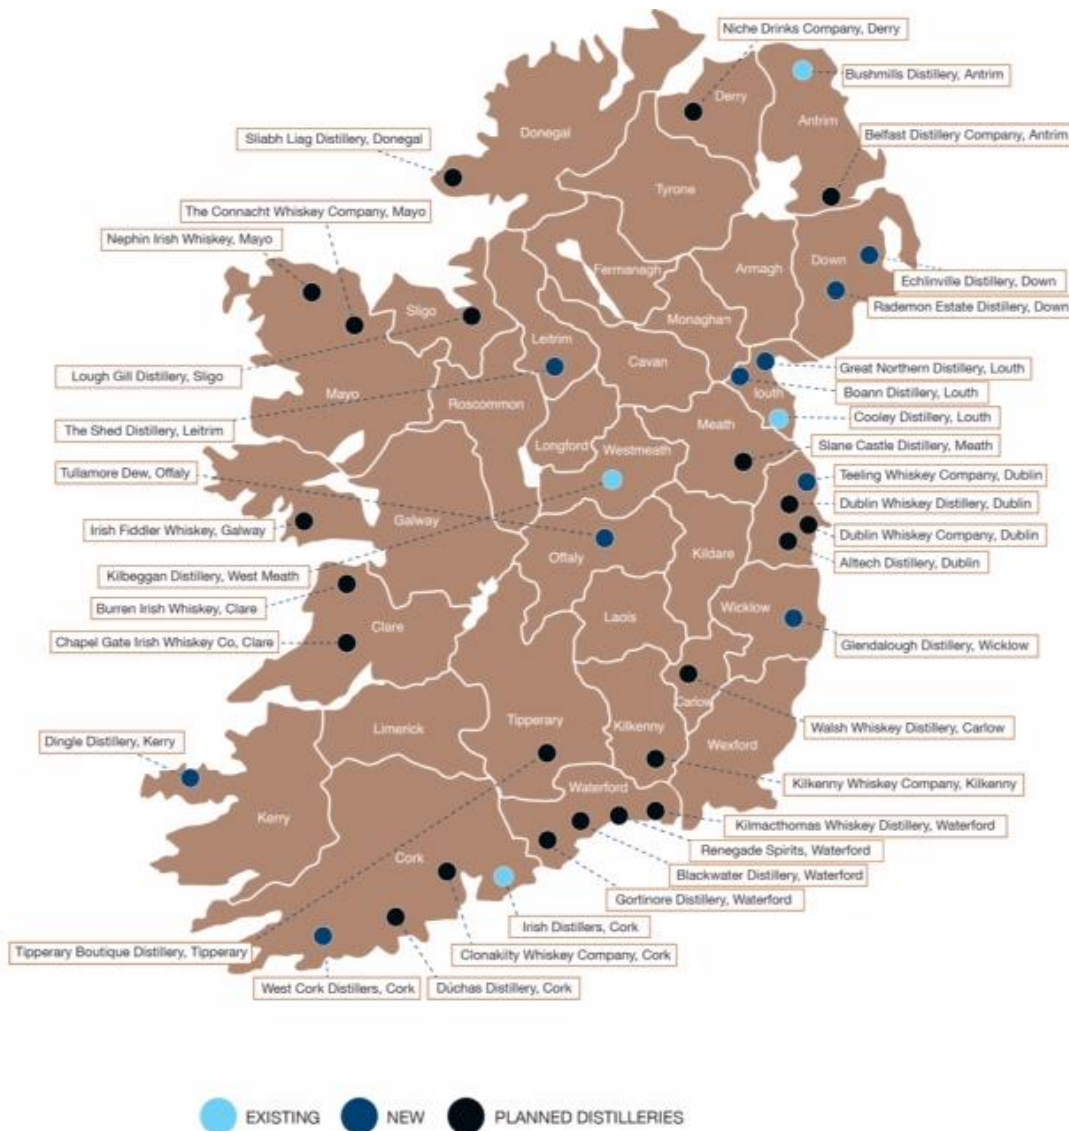 Niche Drinks Company, Derry
Bushmills Distillery, Antrim
Derry
Antrim
Donegal
Sliabh Liag Distillery, Donegal
Belfast Distillery Company, Antrim
Tyrone
The Connacht Whiskey Company, Mayo
Nephin Irish Whiskey, Mayo
Fermanagh
Armagh
Down
Echlinville Distillery, Down
Rademon Estate Distillery, Down
Sligo
Monaghan
Leitrim
Cavan
Great Northern Distillery, Louth
Lough Gill Distillery, Sligo
Mayo
Roscommon
louth
Boann Distillery, Louth
Cooley Distillery, Louth
The Shed Distillery, Leitrim
Longford
Westmeath
Meath
Slane Castle Distillery, Meath
Tullamore Dew, Offaly
Teeling Whiskey Company, Dublin
Dublin Whiskey Distillery, Dublin
Irish Fiddler Whiskey, Galway
Galway
Dublin Whiskey Company, Dublin
Offaly
Kildare
Alltech Distillery, Dublin
Kilbeggan Distillery, West Meath
Burren Irish Whiskey, Clare
Clare
Laois
Wicklow
Chapel Gate Irish Whiskey Co, Clare
Glendalough Distillery, Wicklow
Carlow
Limerick
Tipperary
Kilkenny
Walsh Whiskey Distillery, Carlow
Dingle Distillery, Kerry
Wexford
Kilkenny Whiskey Company, Kilkenny
Waterford
Kerry
Kilmacthomas Whiskey Distillery, Waterford
Renegade Spirits, Waterford
Cork
Blackwater Distillery, Waterford
Gortinore Distillery, Waterford
Irish Distillers, Cork
Tipperary Boutique Distillery, Tipperary
Clonakilty Whiskey Company, Cork
West Cork Distillers, Cork
Dúchas Distillery, Cork
EXISTING
NEW
PLANNED DISTILLERIES